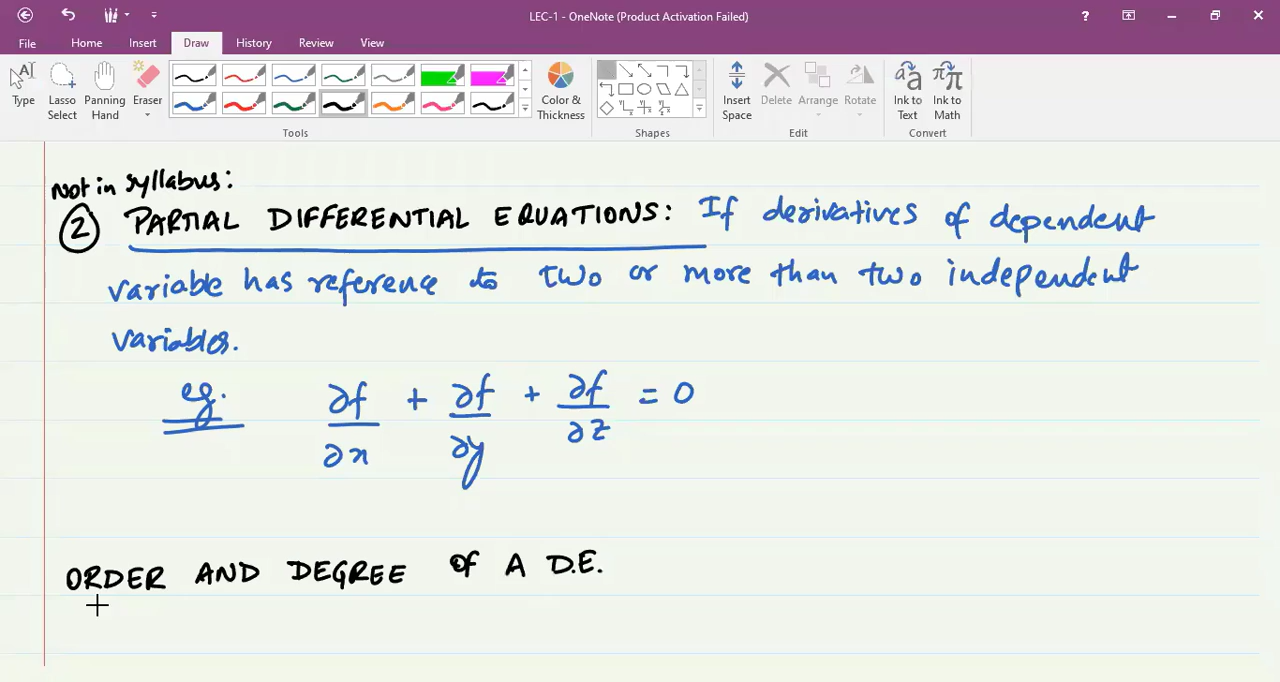 LEC-1 - OneNote (Product Activation Failed)
?
File Home Insert Draw History Review View
Type Lasso Select Panning Hand Eraser Color & Thickness Insert Space Delete Arrange Rotate Ink to Text Ink to Math
Tools Shapes Edit Convert
Not in syllabus:
② PARTIAL DIFFERENTIAL EQUATIONS: If derivatives of dependent
variable has reference to two or more than two independent
variables.
eg. ∂f/∂x + ∂f/∂y + ∂f/∂z = 0
ORDER AND DEGREE of A D.E.